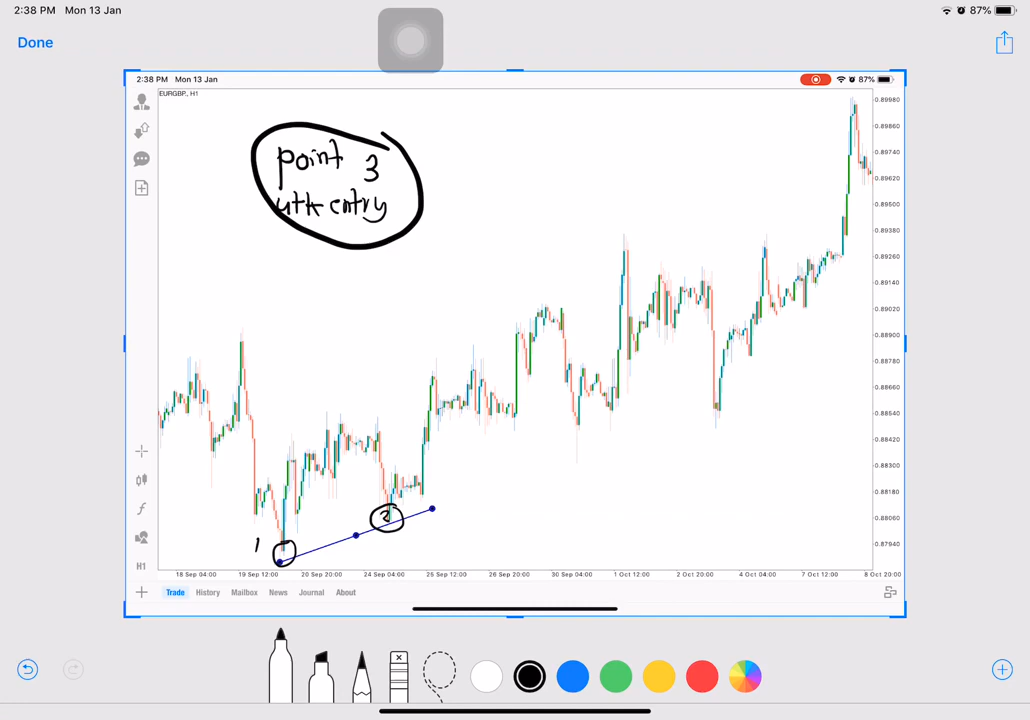 2:38 PM Mon 13 Jan
87%
Done
2:38 PM Mon 13 Jan
87%
EURGBP., H1
point 3
utk entry
0.89980
0.89860
0.89740
0.89620
0.89500
0.89380
0.89260
0.89140
0.89020
0.88900
0.88780
0.88660
0.88540
0.88420
0.88300
0.88180
0.88060
0.87940
1
2
f
H1
18 Sep 04:00 19 Sep 12:00 20 Sep 20:00 24 Sep 04:00 25 Sep 12:00 26 Sep 20:00 30 Sep 04:00 1 Oct 12:00 2 Oct 20:00 4 Oct 04:00 7 Oct 12:00 8 Oct 20:00
Trade History Mailbox News Journal About